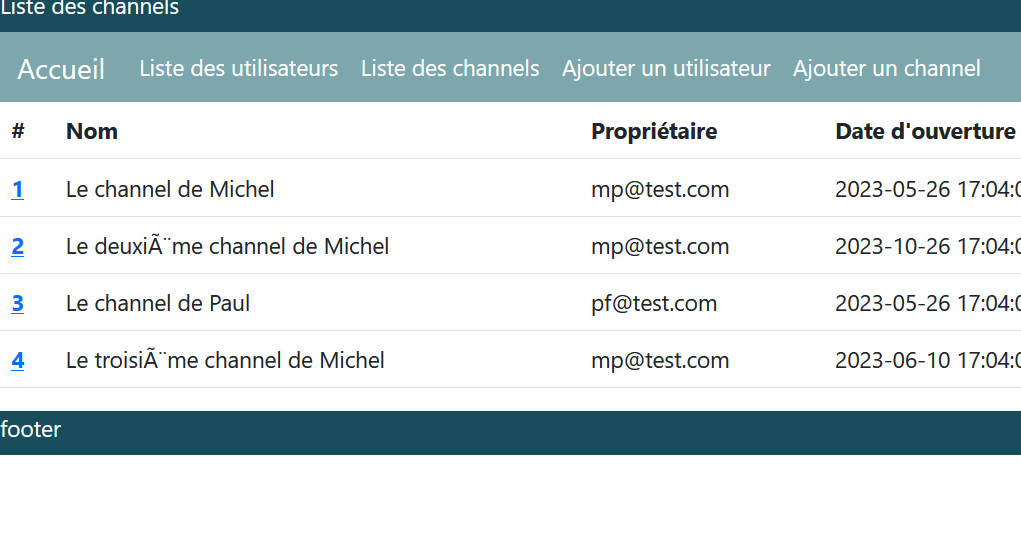 Liste des channels
Accueil Liste des utilisateurs Liste des channels Ajouter un utilisateur Ajouter un channel
# Nom Propriétaire Date d'ouverture
1 Le channel de Michel mp@test.com 2023-05-26 17:04:0
2 Le deuxiÃ¨me channel de Michel mp@test.com 2023-10-26 17:04:0
3 Le channel de Paul pf@test.com 2023-05-26 17:04:0
4 Le troisiÃ¨me channel de Michel mp@test.com 2023-06-10 17:04:0
footer